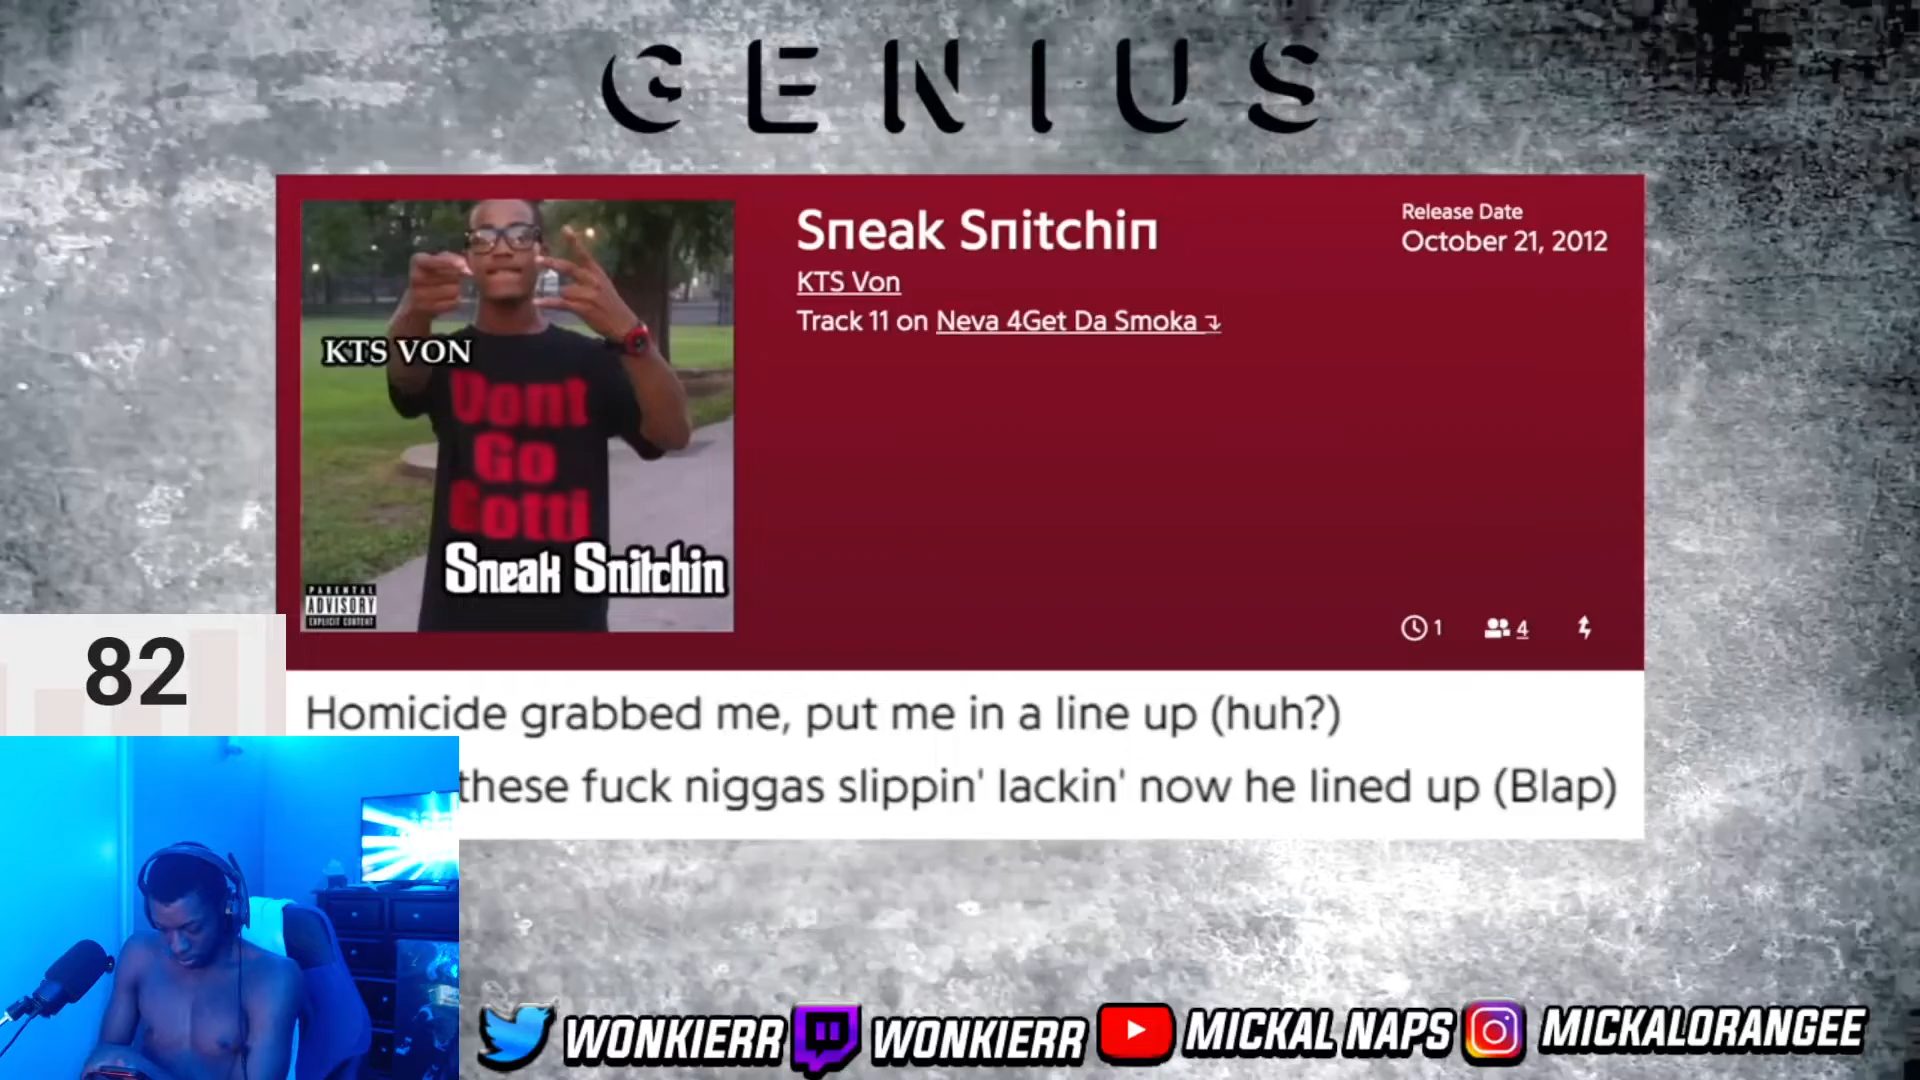 GENIUS
Sneak Snitchin
KTS Von
Track 11 on Neva 4Get Da Smoka
Release Date
October 21, 2012
KTS VON
Dont
Go
Gotti
Sneak Snitchin
PARENTAL
ADVISORY
EXPLICIT CONTENT
1
4
82
Homicide grabbed me, put me in a line up (huh?)
these fuck niggas slippin' lackin' now he lined up (Blap)
WONKIERR
WONKIERR
MICKAL NAPS
MICKALORANGEE